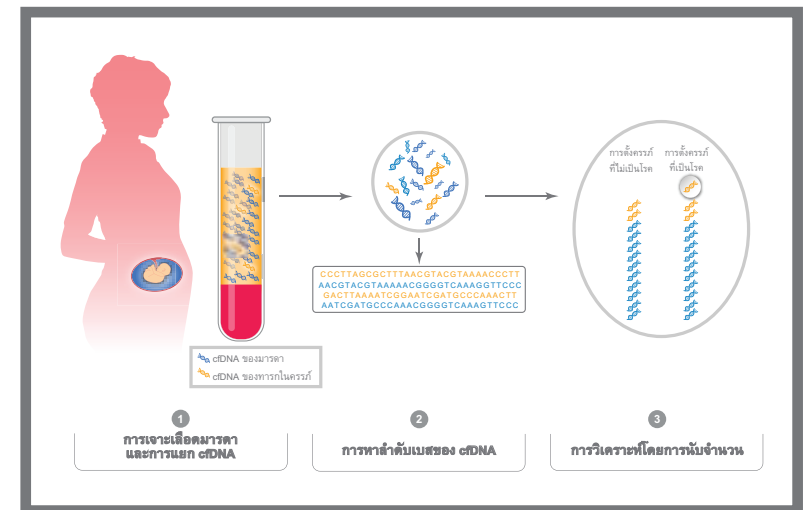 การตั้งครรภ์
ที่ไม่เป็นโรค
การตั้งครรภ์
ที่เป็นโรค
CCCTTAGCGCTTTAACGTACGTAAAACCCTT
AACGTACGTAAAAACGGGGTCAAAGGTTCCC
GACTTAAAATCGGAATCGATGCCCAAACTT
AATCGATGCCCAAACGGGGTCAAAGTTCCC
cfDNA ของมารดา
cfDNA ของทารกในครรภ์
1
การเจาะเลือดมารดา
และการแยก cfDNA
2
การหาลำดับเบสของ cfDNA
3
การวิเคราะห์โดยการนับจำนวน